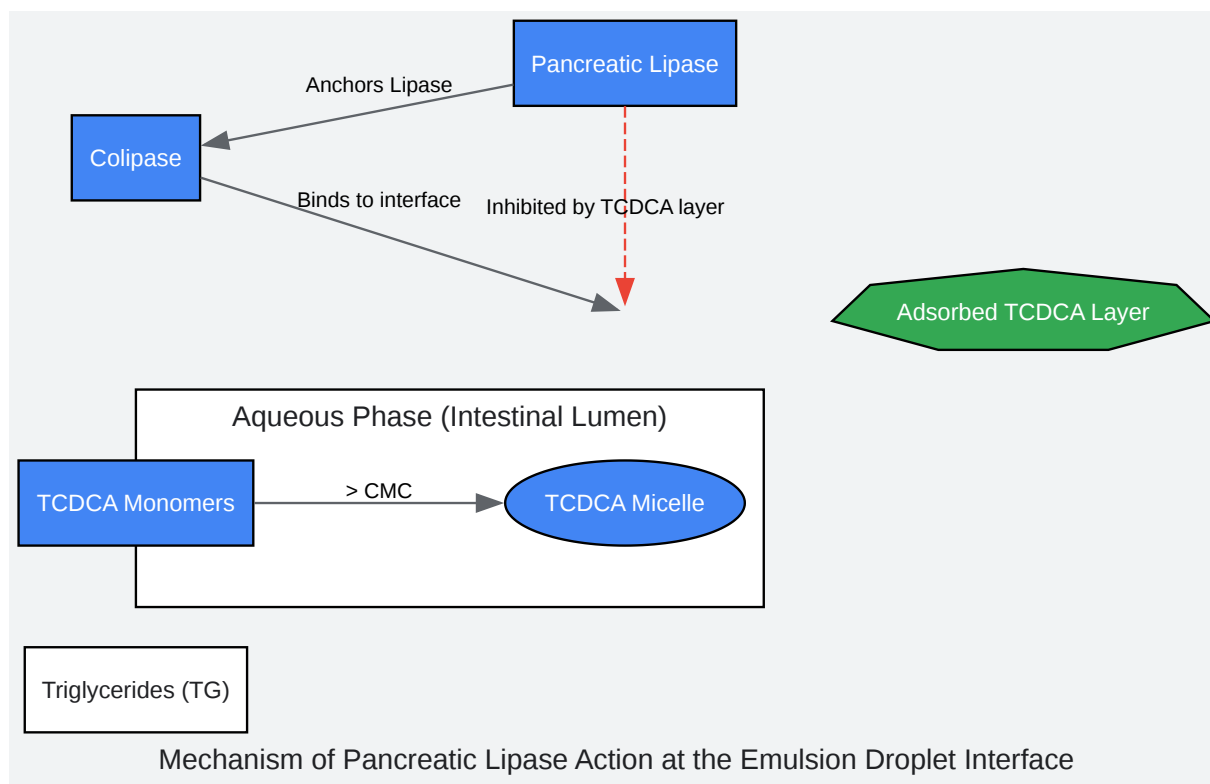 Pancreatic Lipase
Anchors Lipase
Colipase
Binds to interface
Inhibited by TCDCA layer
Adsorbed TCDCA Layer
Aqueous Phase (Intestinal Lumen)
TCDCA Monomers
> CMC
TCDCA Micelle
Triglycerides (TG)
Mechanism of Pancreatic Lipase Action at the Emulsion Droplet Interface